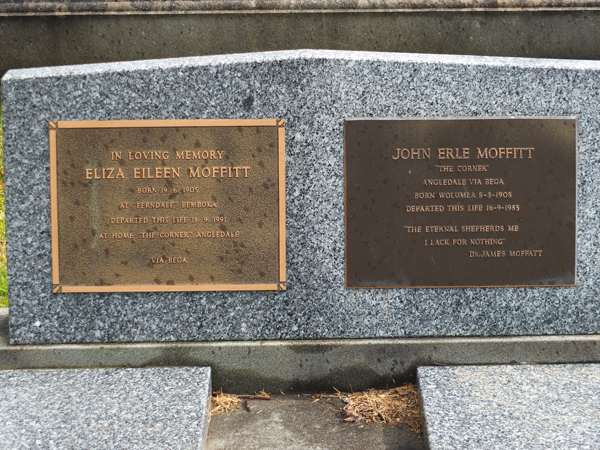 IN LOVING MEMORY
ELIZA EILEEN MOFFITT
BORN 19-6-1905
AT "FERNDALE" BEMBOKA
DEPARTED THIS LIFE 16-9-1991
AT HOME "THE CORNER" ANGLEDALE
VIA BEGA
JOHN ERLE MOFFITT
"THE CORNER"
ANGLEDALE VIA BEGA
BORN WOLUMLA 5-3-1905
DEPARTED THIS LIFE 16-9-1985
"THE ETERNAL SHEPHERDS ME
I LACK FOR NOTHING"
DR. JAMES MOFFATT